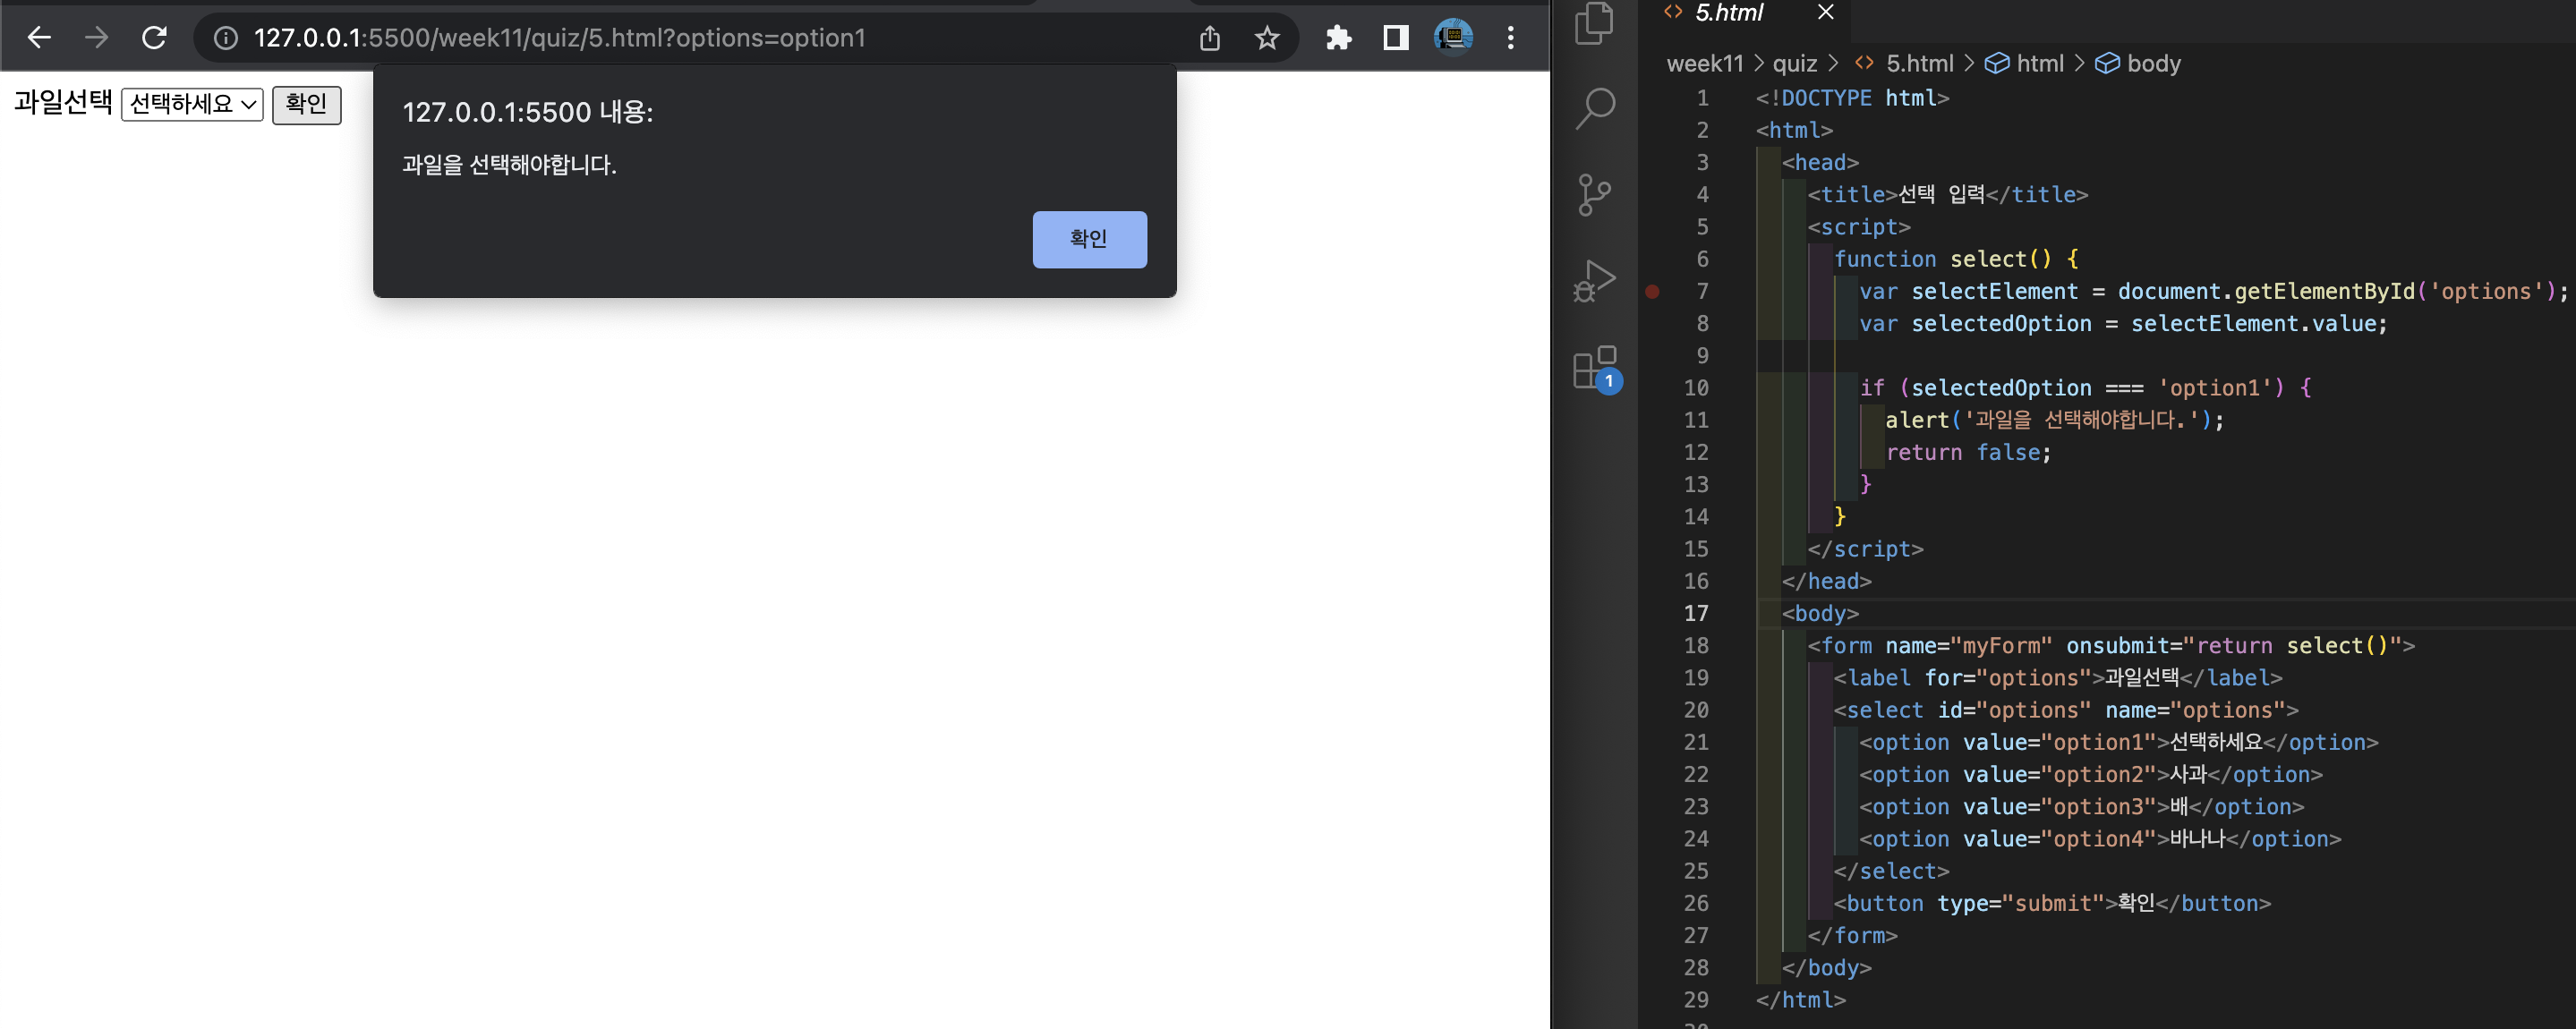 127.0.0.1:5500/week11/quiz/5.html?options=option1
과일선택 선택하세요 확인
127.0.0.1:5500 내용:
과일을 선택해야합니다.
확인
1
5.html
week11 > quiz > 5.html > html > body
1 <!DOCTYPE html>
2 <html>
3 <head>
4 <title>선택 입력</title>
5 <script>
6 function select() {
7 var selectElement = document.getElementById('options');
8 var selectedOption = selectElement.value;
9
10 if (selectedOption === 'option1') {
11 alert('과일을 선택해야합니다.');
12 return false;
13 }
14 }
15 </script>
16 </head>
17 <body>
18 <form name="myForm" onsubmit="return select()">
19 <label for="options">과일선택</label>
20 <select id="options" name="options">
21 <option value="option1">선택하세요</option>
22 <option value="option2">사과</option>
23 <option value="option3">배</option>
24 <option value="option4">바나나</option>
25 </select>
26 <button type="submit">확인</button>
27 </form>
28 </body>
29 </html>